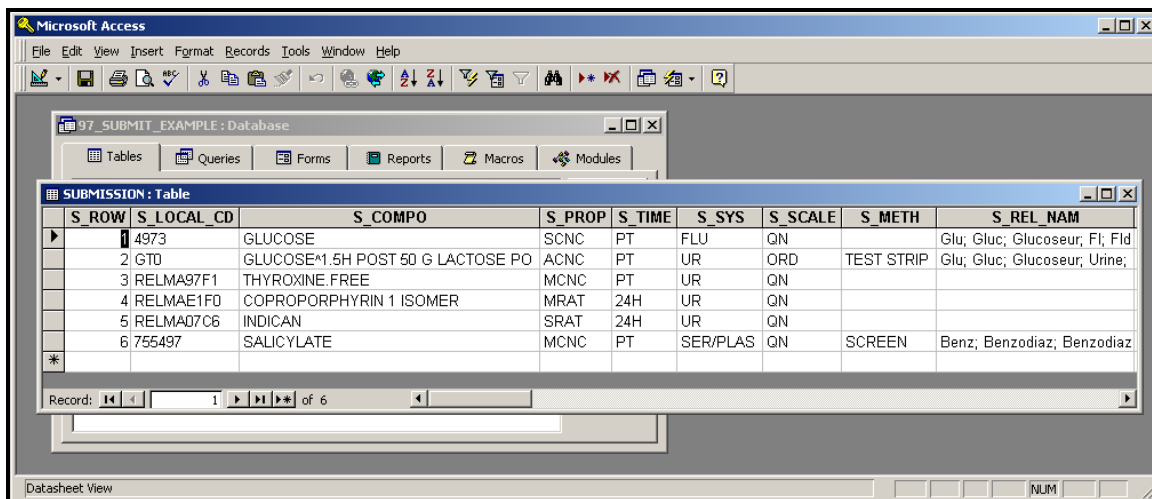 Microsoft Access
File Edit View Insert Format Records Tools Window Help
97_SUBMIT_EXAMPLE : Database
Tables Queries Forms Reports Macros Modules
SUBMISSION : Table
S_ROW S_LOCAL_CD S_COMPO S_PROP S_TIME S_SYS S_SCALE S_METH S_REL_NAM
1 4973 GLUCOSE SCNC PT FLU QN Glu; Gluc; Glucoseur; Fl; Fld
2 GT0 GLUCOSE^1.5H POST 50 G LACTOSE PO ACNC PT UR ORD TEST STRIP Glu; Gluc; Glucoseur; Urine;
3 RELMA97F1 THYROXINE.FREE MCNC PT UR QN
4 RELMAE1F0 COPROPORPHYRIN 1 ISOMER MRAT 24H UR QN
5 RELMA07C6 INDICAN SRAT 24H UR QN
6 755497 SALICYLATE MCNC PT SER/PLAS QN SCREEN Benz; Benzodiaz; Benzodiaz
Record: 1 of 6
Datasheet View NUM